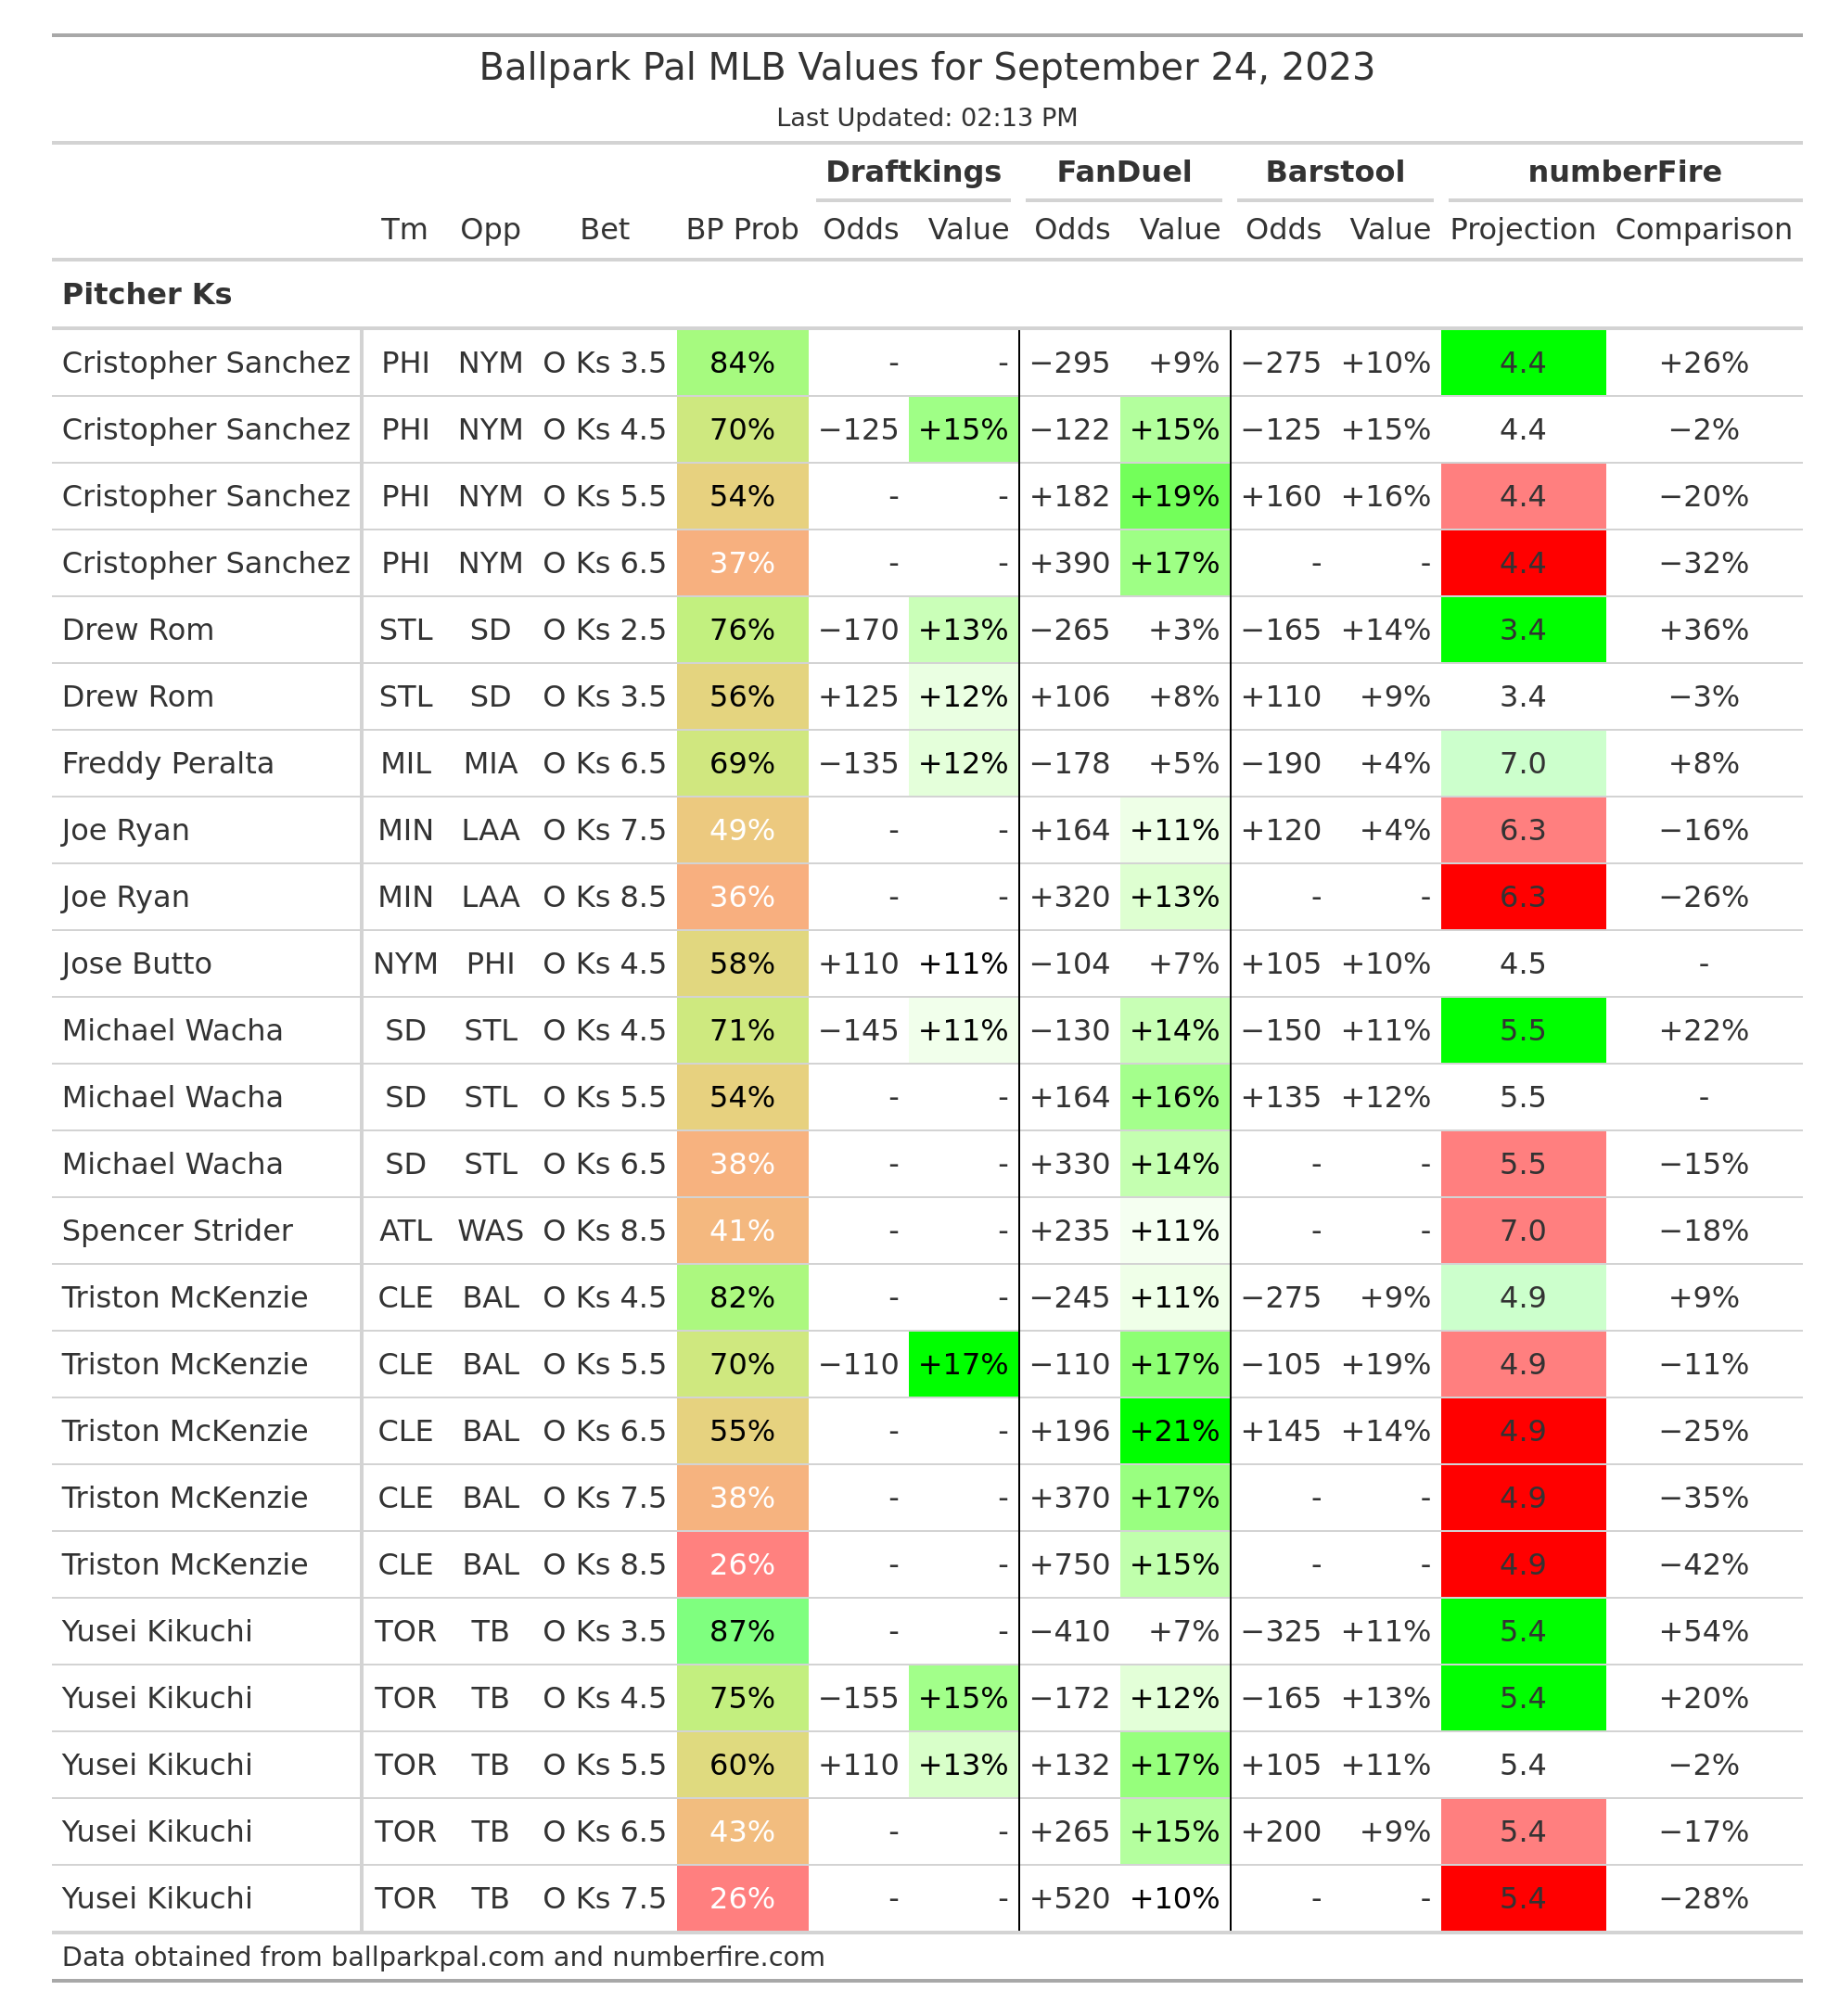 Ballpark Pal MLB Values for September 24, 2023
Last Updated: 02:13 PM
Draftkings FanDuel Barstool numberFire
Tm Opp Bet BP Prob Odds Value Odds Value Odds Value Projection Comparison
Pitcher Ks
Cristopher Sanchez PHI NYM O Ks 3.5 84% - - −295 +9% −275 +10% 4.4 +26%
Cristopher Sanchez PHI NYM O Ks 4.5 70% −125 +15% −122 +15% −125 +15% 4.4 −2%
Cristopher Sanchez PHI NYM O Ks 5.5 54% - - +182 +19% +160 +16% 4.4 −20%
Cristopher Sanchez PHI NYM O Ks 6.5 37% - - +390 +17% - - 4.4 −32%
Drew Rom STL SD O Ks 2.5 76% −170 +13% −265 +3% −165 +14% 3.4 +36%
Drew Rom STL SD O Ks 3.5 56% +125 +12% +106 +8% +110 +9% 3.4 −3%
Freddy Peralta MIL MIA O Ks 6.5 69% −135 +12% −178 +5% −190 +4% 7.0 +8%
Joe Ryan MIN LAA O Ks 7.5 49% - - +164 +11% +120 +4% 6.3 −16%
Joe Ryan MIN LAA O Ks 8.5 36% - - +320 +13% - - 6.3 −26%
Jose Butto NYM PHI O Ks 4.5 58% +110 +11% −104 +7% +105 +10% 4.5 -
Michael Wacha SD STL O Ks 4.5 71% −145 +11% −130 +14% −150 +11% 5.5 +22%
Michael Wacha SD STL O Ks 5.5 54% - - +164 +16% +135 +12% 5.5 -
Michael Wacha SD STL O Ks 6.5 38% - - +330 +14% - - 5.5 −15%
Spencer Strider ATL WAS O Ks 8.5 41% - - +235 +11% - - 7.0 −18%
Triston McKenzie CLE BAL O Ks 4.5 82% - - −245 +11% −275 +9% 4.9 +9%
Triston McKenzie CLE BAL O Ks 5.5 70% −110 +17% −110 +17% −105 +19% 4.9 −11%
Triston McKenzie CLE BAL O Ks 6.5 55% - - +196 +21% +145 +14% 4.9 −25%
Triston McKenzie CLE BAL O Ks 7.5 38% - - +370 +17% - - 4.9 −35%
Triston McKenzie CLE BAL O Ks 8.5 26% - - +750 +15% - - 4.9 −42%
Yusei Kikuchi TOR TB O Ks 3.5 87% - - −410 +7% −325 +11% 5.4 +54%
Yusei Kikuchi TOR TB O Ks 4.5 75% −155 +15% −172 +12% −165 +13% 5.4 +20%
Yusei Kikuchi TOR TB O Ks 5.5 60% +110 +13% +132 +17% +105 +11% 5.4 −2%
Yusei Kikuchi TOR TB O Ks 6.5 43% - - +265 +15% +200 +9% 5.4 −17%
Yusei Kikuchi TOR TB O Ks 7.5 26% - - +520 +10% - - 5.4 −28%
Data obtained from ballparkpal.com and numberfire.com